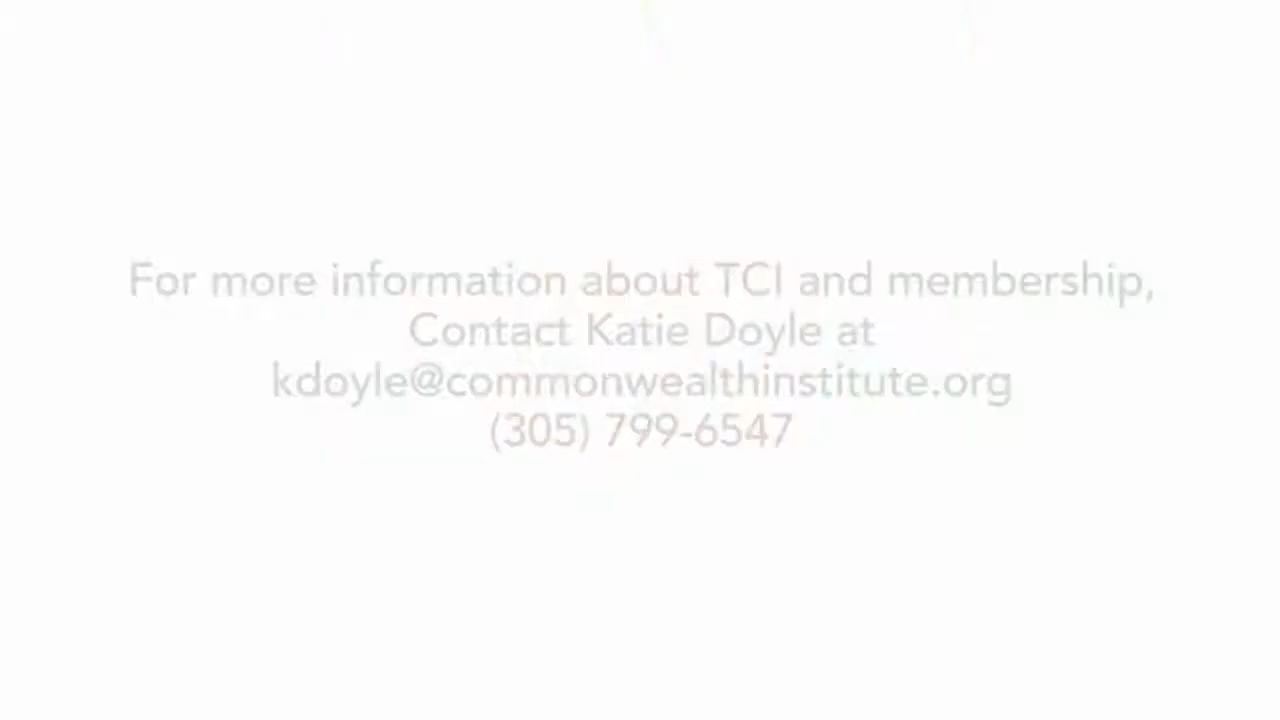 For more information about TCI and membership,
Contact Katie Doyle at
kdoyle@commonwealthinstitute.org
(305) 799-6547